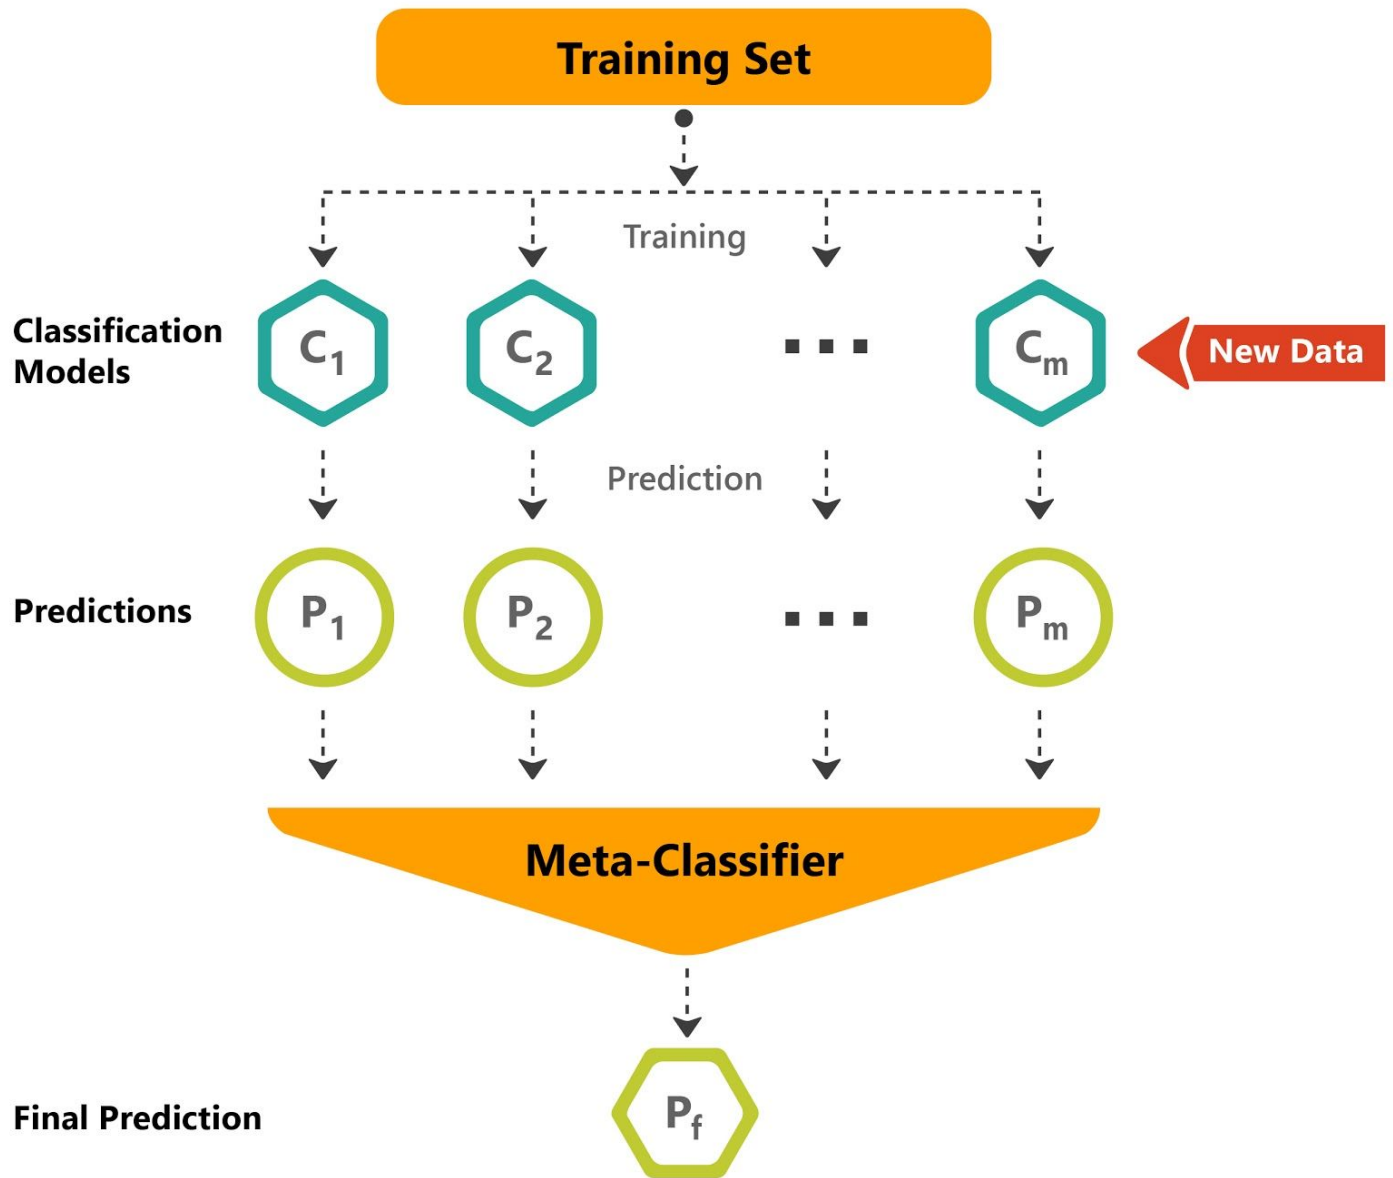 Training Set
Training
Classification
Models
C1
C2
...
Cm
New Data
Prediction
Predictions
P1
P2
...
Pm
Meta-Classifier
Final Prediction
Pf